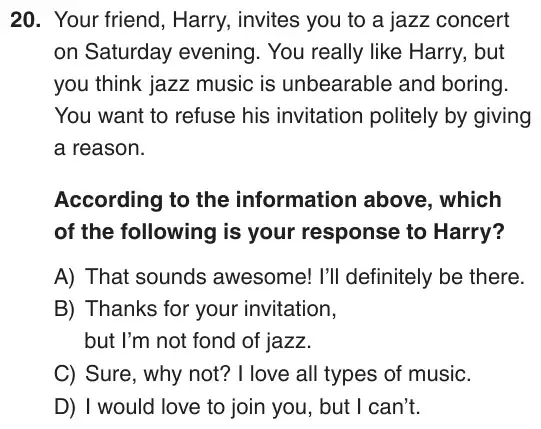 20. Your friend, Harry, invites you to a jazz concert
on Saturday evening. You really like Harry, but
you think jazz music is unbearable and boring.
You want to refuse his invitation politely by giving
a reason.
According to the information above, which
of the following is your response to Harry?
A) That sounds awesome! I'll definitely be there.
B) Thanks for your invitation,
but I'm not fond of jazz.
C) Sure, why not? I love all types of music.
D) I would love to join you, but I can't.